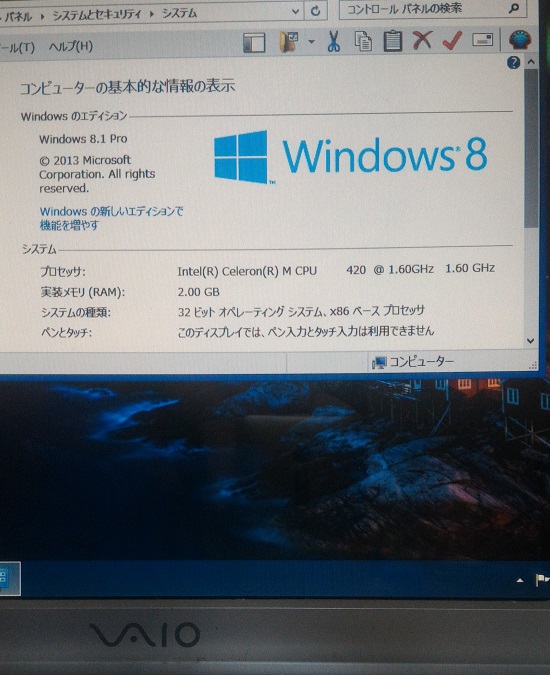 パネル ▸ システムとセキュリティ ▸ システム
コントロール パネルの検索
ール(T) ヘルプ(H)
コンピューターの基本的な情報の表示
Windows のエディション
Windows 8.1 Pro
© 2013 Microsoft
Corporation. All rights
reserved.
Windows の新しいエディションで
機能を増やす
Windows®8
システム
プロセッサ: Intel(R) Celeron(R) M CPU 420 @ 1.60GHz 1.60 GHz
実装メモリ (RAM): 2.00 GB
システムの種類: 32 ビット オペレーティング システム、x86 ベース プロセッサ
ペンとタッチ: このディスプレイでは、ペン入力とタッチ入力は利用できません
コンピューター
VAIO